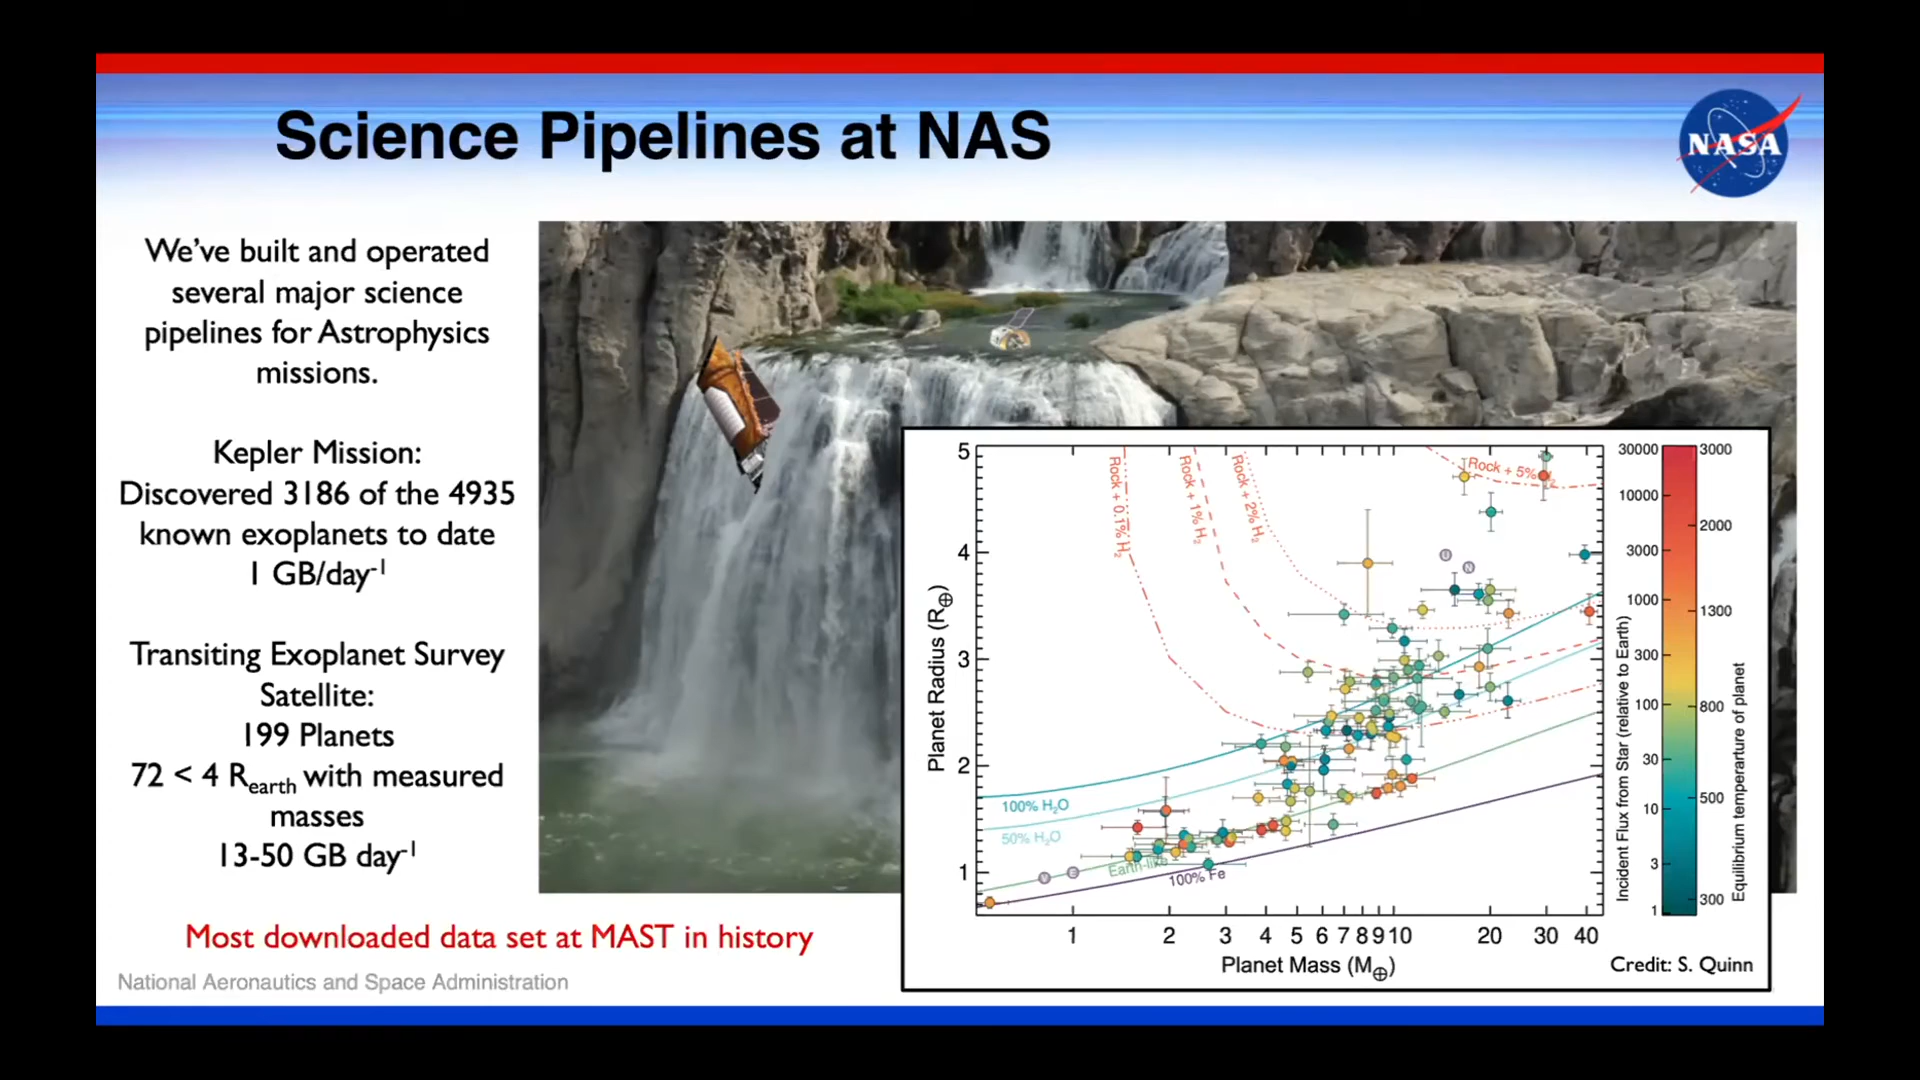 Science Pipelines at NAS
NASA
We've built and operated
several major science
pipelines for Astrophysics
missions.
Kepler Mission:
Discovered 3186 of the 4935
known exoplanets to date
1 GB/day-1
Transiting Exoplanet Survey
Satellite:
199 Planets
72 < 4 Rearth with measured
masses
13-50 GB day-1
Most downloaded data set at MAST in history
National Aeronautics and Space Administration
Planet Radius (R⊕)
5
4
3
2
1
Rock + 0.1% H2
Rock + 1% H2
Rock + 2% H2
Rock + 5%
U
N
100% H2O
50% H2O
Earth-like
100% Fe
V
E
1 2 3 4 5 6 7 8 9 10 20 30 40
Planet Mass (M⊕)
Incident Flux from Star (relative to Earth)
30000
10000
3000
1000
300
100
30
10
3
1
3000
2000
1300
800
500
300
Equilibrium temperarture of planet
Credit: S. Quinn